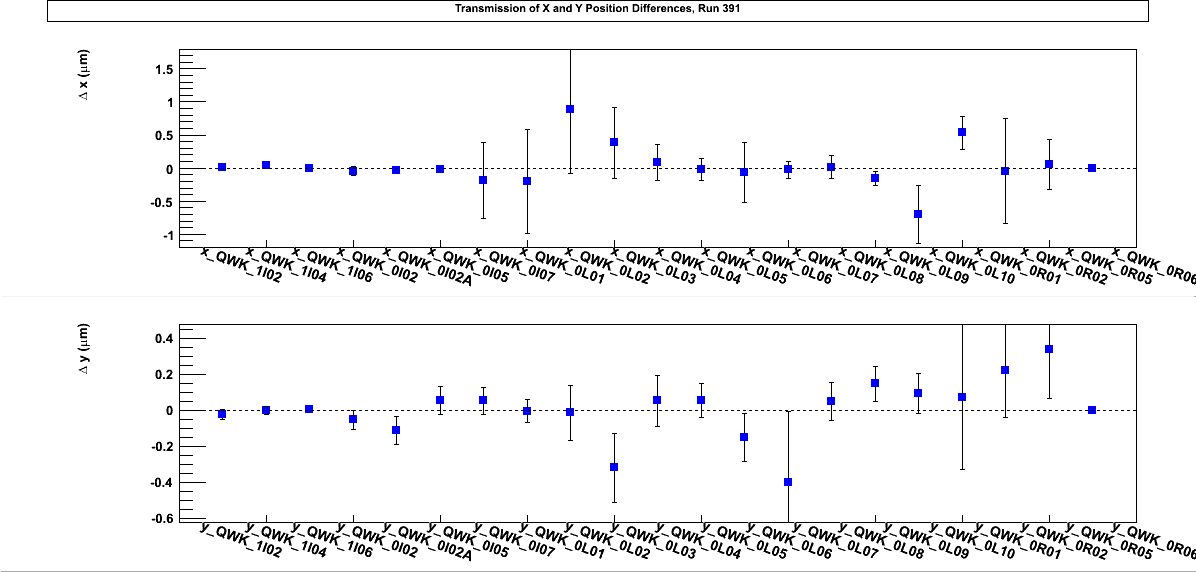 Transmission of X and Y Position Differences, Run 391
Δ x (μm)
1.5
1
0.5
0
-0.5
-1
x_QWK_1I02
x_QWK_1I04
x_QWK_1I06
x_QWK_0I02
x_QWK_0I02A
x_QWK_0I05
x_QWK_0I07
x_QWK_0L01
x_QWK_0L02
x_QWK_0L03
x_QWK_0L04
x_QWK_0L05
x_QWK_0L06
x_QWK_0L07
x_QWK_0L08
x_QWK_0L09
x_QWK_0L10
x_QWK_0R01
x_QWK_0R02
x_QWK_0R05
x_QWK_0R06
Δ y (μm)
0.4
0.2
0
-0.2
-0.4
-0.6
y_QWK_1I02
y_QWK_1I04
y_QWK_1I06
y_QWK_0I02
y_QWK_0I02A
y_QWK_0I05
y_QWK_0I07
y_QWK_0L01
y_QWK_0L02
y_QWK_0L03
y_QWK_0L04
y_QWK_0L05
y_QWK_0L06
y_QWK_0L07
y_QWK_0L08
y_QWK_0L09
y_QWK_0L10
y_QWK_0R01
y_QWK_0R02
y_QWK_0R05
y_QWK_0R06